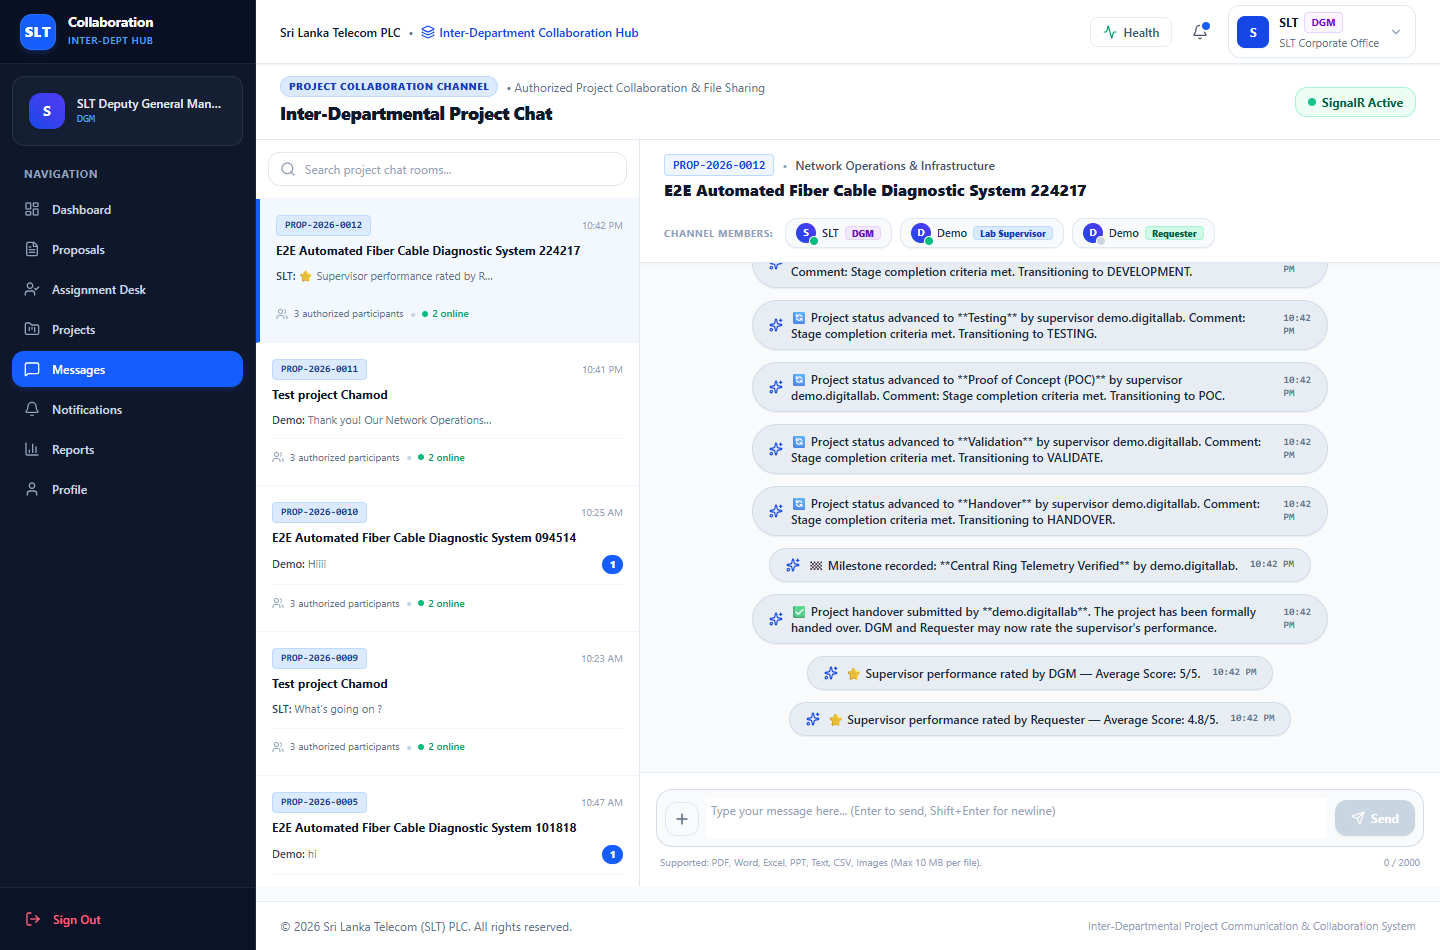 SLT
Collaboration
INTER-DEPT HUB
S
SLT Deputy General Man...
DGM
NAVIGATION
Dashboard
Proposals
Assignment Desk
Projects
Messages
Notifications
Reports
Profile
Sign Out
Sri Lanka Telecom PLC • Inter-Department Collaboration Hub
Health
S
SLT DGM
SLT Corporate Office
PROJECT COLLABORATION CHANNEL • Authorized Project Collaboration & File Sharing
Inter-Departmental Project Chat
SignalR Active
Search project chat rooms...
PROP-2026-0012 10:42 PM
E2E Automated Fiber Cable Diagnostic System 224217
SLT: ⭐ Supervisor performance rated by R...
3 authorized participants • 2 online
PROP-2026-0011 10:41 PM
Test project Chamod
Demo: Thank you! Our Network Operations...
3 authorized participants • 2 online
PROP-2026-0010 10:25 AM
E2E Automated Fiber Cable Diagnostic System 094514
Demo: Hiiii 1
3 authorized participants • 2 online
PROP-2026-0009 10:23 AM
Test project Chamod
SLT: What's going on ?
3 authorized participants • 2 online
PROP-2026-0005 10:47 AM
E2E Automated Fiber Cable Diagnostic System 101818
Demo: hi 1
PROP-2026-0012 • Network Operations & Infrastructure
E2E Automated Fiber Cable Diagnostic System 224217
CHANNEL MEMBERS: S SLT DGM D Demo Lab Supervisor D Demo Requester
Comment: Stage completion criteria met. Transitioning to DEVELOPMENT. PM
🔄 Project status advanced to **Testing** by supervisor demo.digitallab. Comment: 10:42
Stage completion criteria met. Transitioning to TESTING. PM
🔄 Project status advanced to **Proof of Concept (POC)** by supervisor 10:42
demo.digitallab. Comment: Stage completion criteria met. Transitioning to POC. PM
🔄 Project status advanced to **Validation** by supervisor demo.digitallab. Comment: 10:42
Stage completion criteria met. Transitioning to VALIDATE. PM
🔄 Project status advanced to **Handover** by supervisor demo.digitallab. Comment: 10:42
Stage completion criteria met. Transitioning to HANDOVER. PM
🏁 Milestone recorded: **Central Ring Telemetry Verified** by demo.digitallab. 10:42 PM
✅ Project handover submitted by **demo.digitallab**. The project has been formally 10:42
handed over. DGM and Requester may now rate the supervisor's performance. PM
⭐ Supervisor performance rated by DGM — Average Score: 5/5. 10:42 PM
⭐ Supervisor performance rated by Requester — Average Score: 4.8/5. 10:42 PM
Type your message here... (Enter to send, Shift+Enter for newline)
Send
Supported: PDF, Word, Excel, PPT, Text, CSV, Images (Max 10 MB per file). 0 / 2000
© 2026 Sri Lanka Telecom (SLT) PLC. All rights reserved.
Inter-Departmental Project Communication & Collaboration System